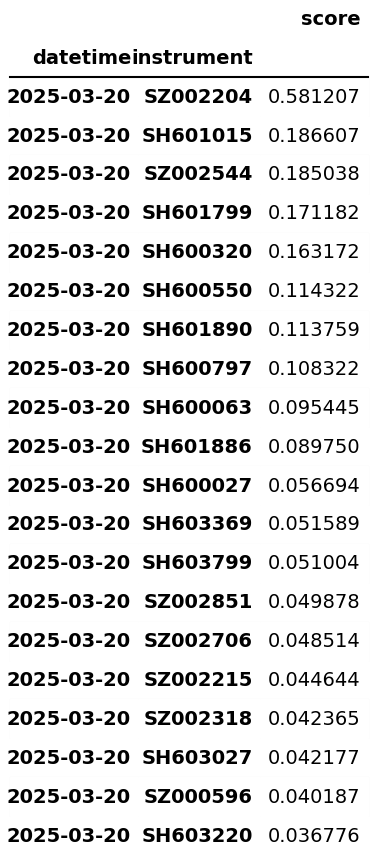 score
datetime instrument
2025-03-20 SZ002204 0.581207
2025-03-20 SH601015 0.186607
2025-03-20 SZ002544 0.185038
2025-03-20 SH601799 0.171182
2025-03-20 SH600320 0.163172
2025-03-20 SH600550 0.114322
2025-03-20 SH601890 0.113759
2025-03-20 SH600797 0.108322
2025-03-20 SH600063 0.095445
2025-03-20 SH601886 0.089750
2025-03-20 SH600027 0.056694
2025-03-20 SH603369 0.051589
2025-03-20 SH603799 0.051004
2025-03-20 SZ002851 0.049878
2025-03-20 SZ002706 0.048514
2025-03-20 SZ002215 0.044644
2025-03-20 SZ002318 0.042365
2025-03-20 SH603027 0.042177
2025-03-20 SZ000596 0.040187
2025-03-20 SH603220 0.036776